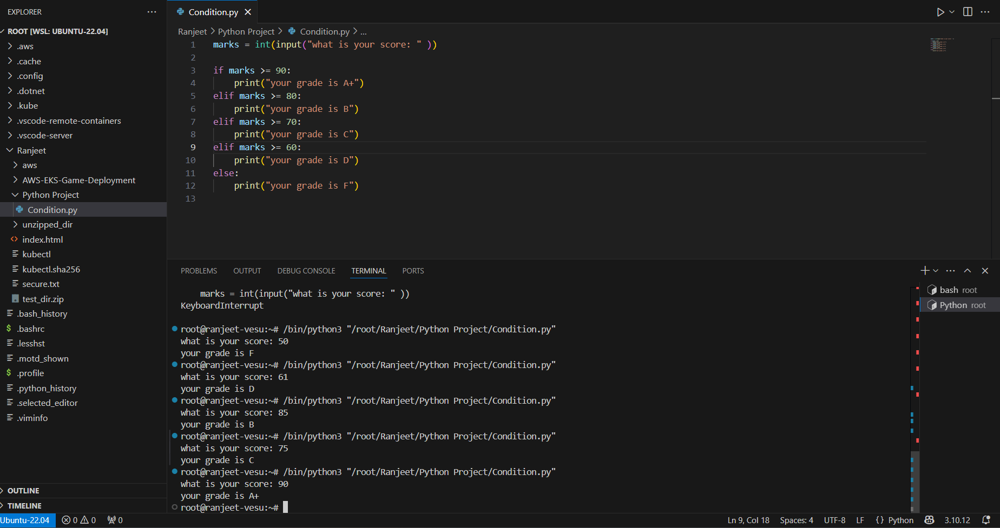 EXPLORER
ROOT [WSL: UBUNTU-22.04]
.aws
.cache
.config
.dotnet
.kube
.vscode-remote-containers
.vscode-server
Ranjeet
aws
AWS-EKS-Game-Deployment
Python Project
Condition.py
unzipped_dir
index.html
kubectl
kubectl.sha256
secure.txt
test_dir.zip
.bash_history
.bashrc
.lesshst
.motd_shown
.profile
.python_history
.selected_editor
.viminfo
OUTLINE
TIMELINE
Condition.py
Ranjeet > Python Project > Condition.py > ...
1 marks = int(input("what is your score: " ))
2
3 if marks >= 90:
4     print("your grade is A+")
5 elif marks >= 80:
6     print("your grade is B")
7 elif marks >= 70:
8     print("your grade is C")
9 elif marks >= 60:
10     print("your grade is D")
11 else:
12     print("your grade is F")
13
PROBLEMS OUTPUT DEBUG CONSOLE TERMINAL PORTS
    marks = int(input("what is your score: " ))
KeyboardInterrupt
root@ranjeet-vesu:~# /bin/python3 "/root/Ranjeet/Python Project/Condition.py"
what is your score: 50
your grade is F
root@ranjeet-vesu:~# /bin/python3 "/root/Ranjeet/Python Project/Condition.py"
what is your score: 61
your grade is D
root@ranjeet-vesu:~# /bin/python3 "/root/Ranjeet/Python Project/Condition.py"
what is your score: 85
your grade is B
root@ranjeet-vesu:~# /bin/python3 "/root/Ranjeet/Python Project/Condition.py"
what is your score: 75
your grade is C
root@ranjeet-vesu:~# /bin/python3 "/root/Ranjeet/Python Project/Condition.py"
what is your score: 90
your grade is A+
root@ranjeet-vesu:~#
bash root
Python root
Ubuntu-22.04 0 0 0 Ln 9, Col 18 Spaces: 4 UTF-8 LF {} Python 3.10.12